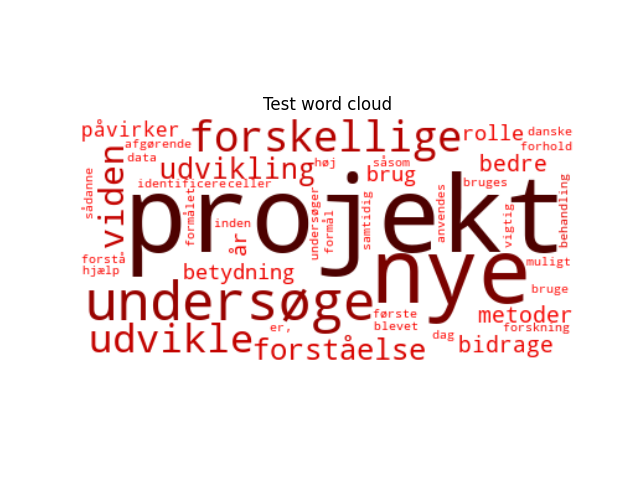 Test word cloud
påvirker
forskellige
rolle
danske
afgørende
forhold
data
udvikling
høj
såsom
bedre
viden
brug
sådanne
identificere
celler
bruges
projekt
formålet
inden
undersøger
formål
samtidig
anvendes
vigtig
behandling
år
forstå
hjælp
betydning
nye
muligt
undersøge
bruge
første
metoder
er,
blevet
forskning
udvikle
dag
forståelse
bidrage